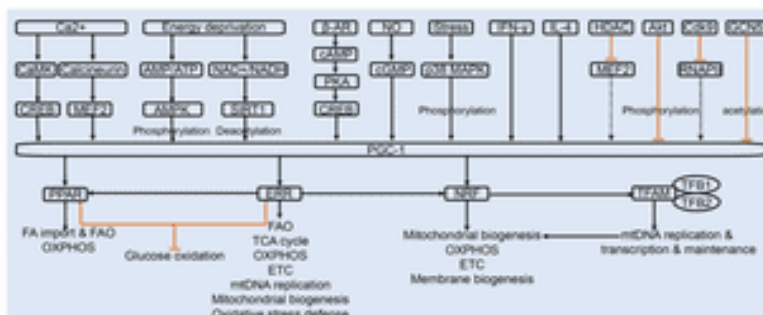 Ca2+ Energy deprivation β-AR NO Stress IFN-γ IL-4 HDAC Akt Cdk9 GCN5
cAMP
CaMK Calcineurin AMP/ATP NAD+/NADH cGMP p38 MAPK MEF2 RNAPII
PKA
CREB MEF2 AMPK SIRT1 CREB Phosphorylation Phosphorylation
Phosphorylation Deacetylation
PGC-1
PPAR ERR NRF TFAM TFB1
TFB2
FA import & FAO
OXPHOS
Glucose oxidation
FAO
TCA cycle
OXPHOS
ETC
mtDNA replication
Mitochondrial biogenesis
Oxidative stress defense
Mitochondrial biogenesis
OXPHOS
ETC
Membrane biogenesis
mtDNA replication &
transcription & maintenance